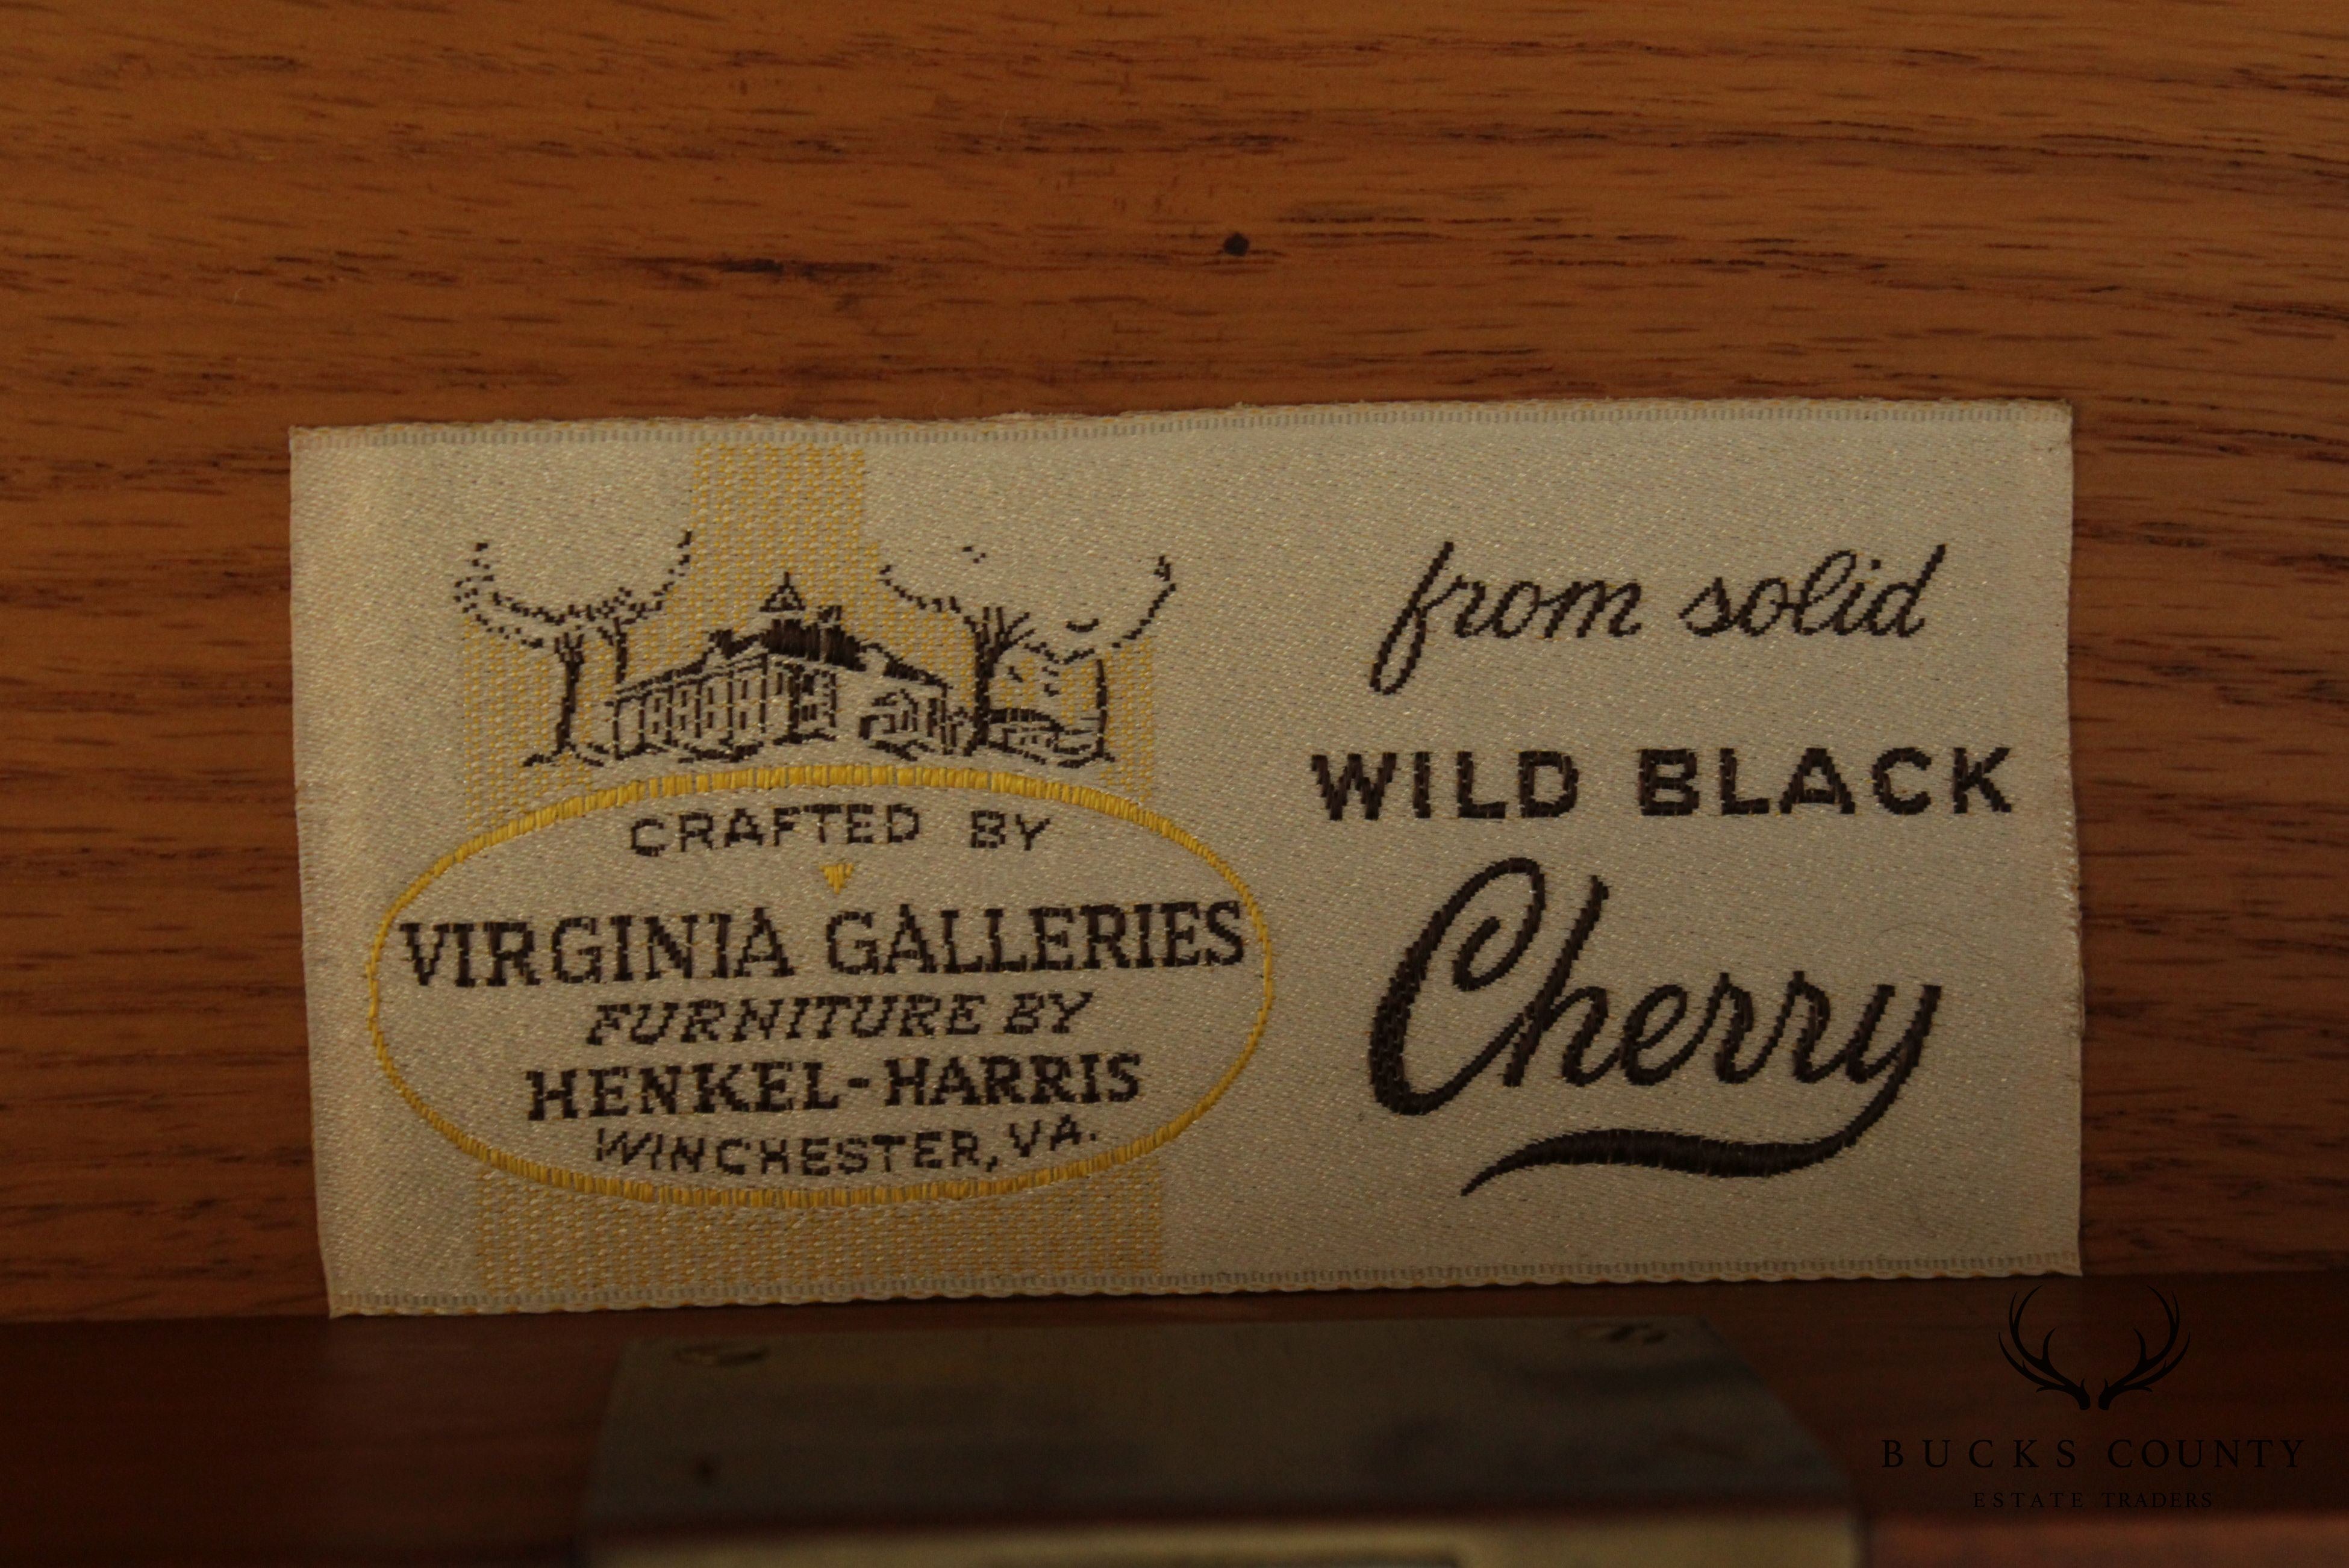 CRAFTED BY
VIRGINIA GALLERIES
FURNITURE BY
HENKEL-HARRIS
WINCHESTER, VA.
from solid
WILD BLACK
Cherry
BUCKS COUNTY
ESTATE TRADERS